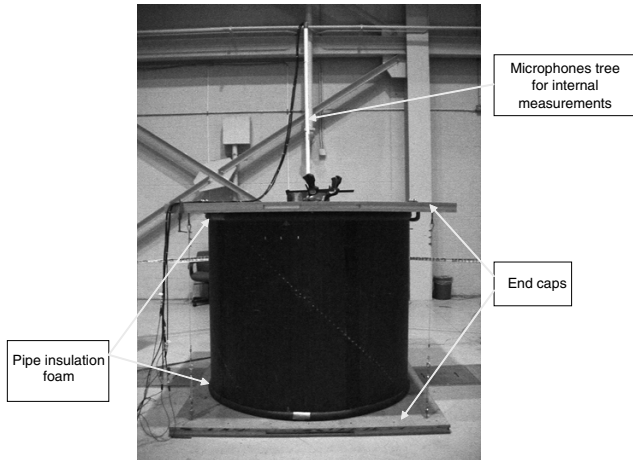 Microphones tree
for internal
measurements
End caps
Pipe insulation
foam